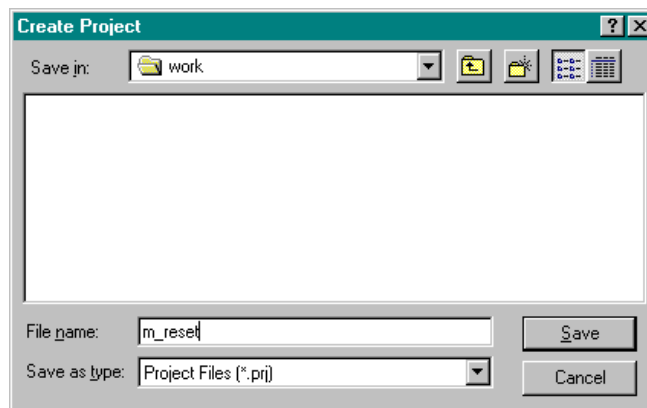 Create Project
Save in: work
File name: m_reset Save
Save as type: Project Files (*.prj) Cancel